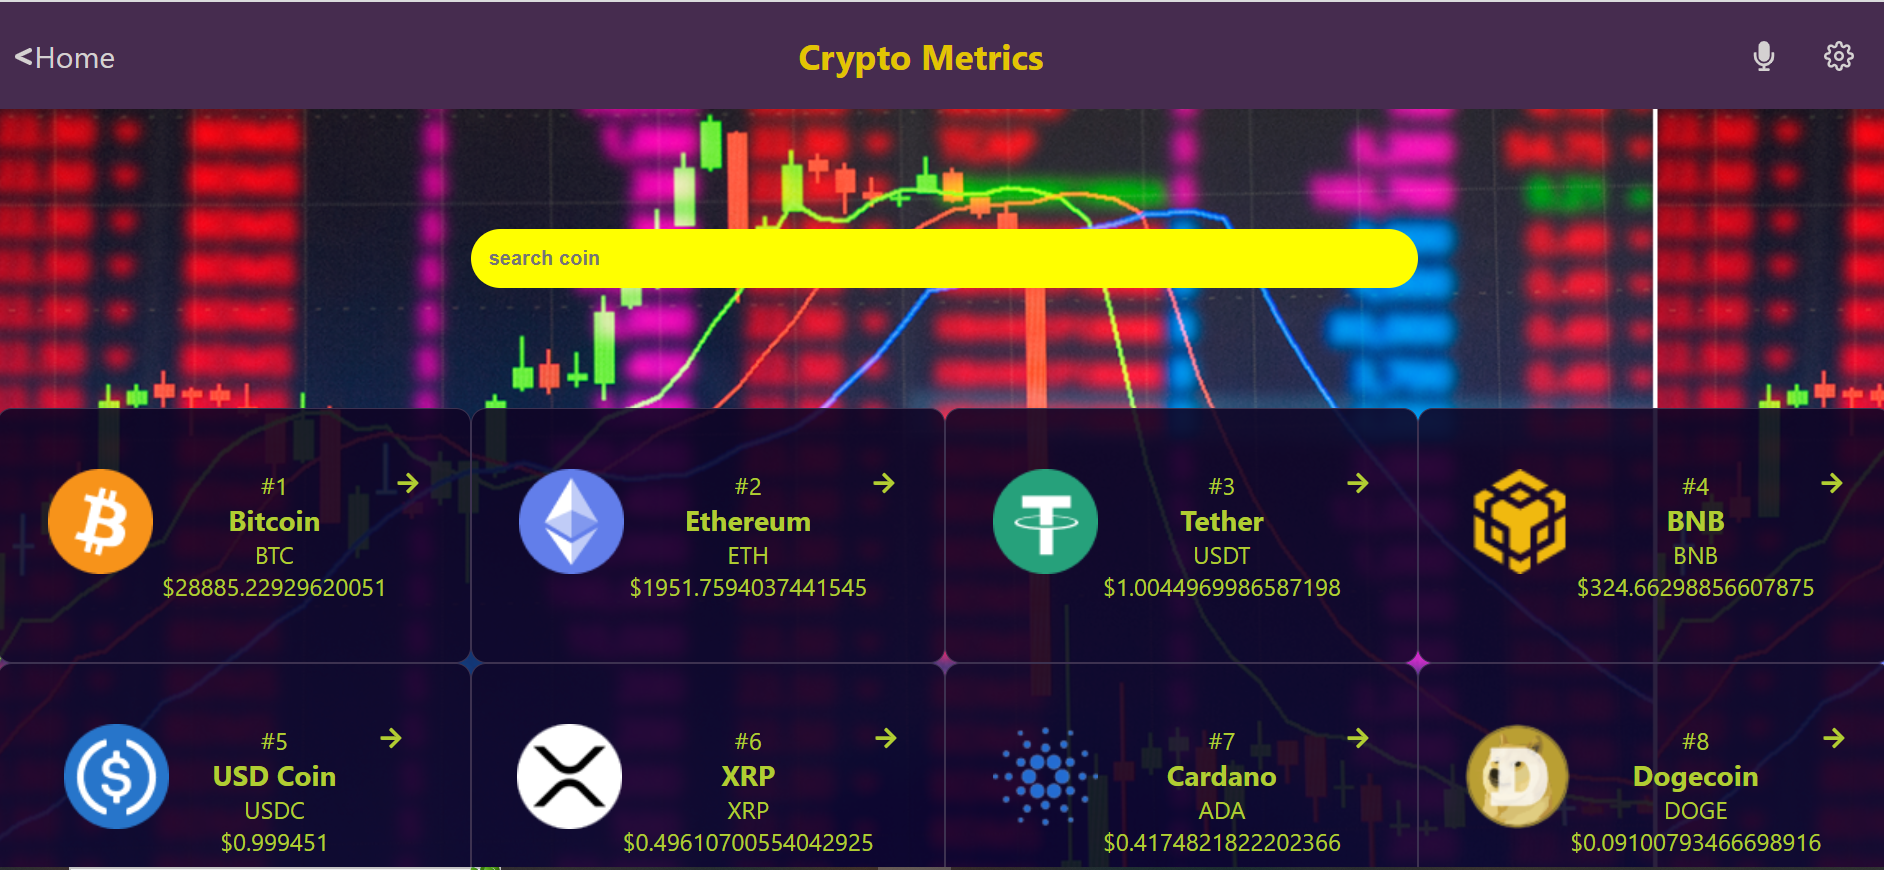 <Home
Crypto Metrics
search coin
#1
Bitcoin
BTC
$28885.22929620051
#2
Ethereum
ETH
$1951.7594037441545
#3
Tether
USDT
$1.0044969986587198
#4
BNB
BNB
$324.66298856607875
#5
USD Coin
USDC
$0.999451
#6
XRP
XRP
$0.49610700554042925
#7
Cardano
ADA
$0.4174821822202366
#8
Dogecoin
DOGE
$0.09100793466698916